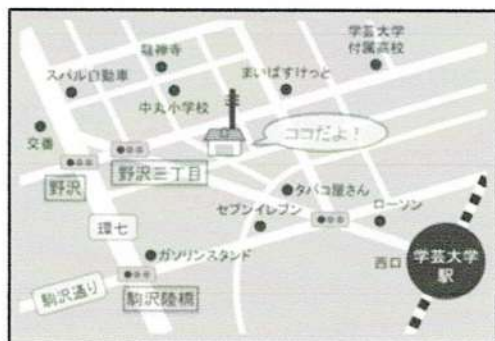 学芸大学
付属高校
龍禅寺
スバル自動車
まいばすけっと
中丸小学校
ココだよ！
交番
野沢三丁目
野沢
タバコ屋さん
セブンイレブン
ローソン
環七
ガソリンスタンド
学芸大学
駅
西口
駒沢通り
駒沢陸橋